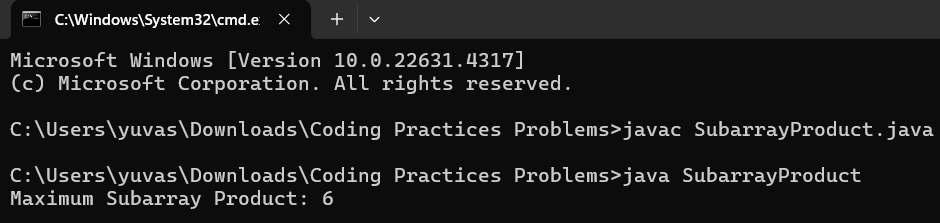 C:\Windows\System32\cmd.e
Microsoft Windows [Version 10.0.22631.4317]
(c) Microsoft Corporation. All rights reserved.
C:\Users\yuvas\Downloads\Coding Practices Problems>javac SubarrayProduct.java
C:\Users\yuvas\Downloads\Coding Practices Problems>java SubarrayProduct
Maximum Subarray Product: 6